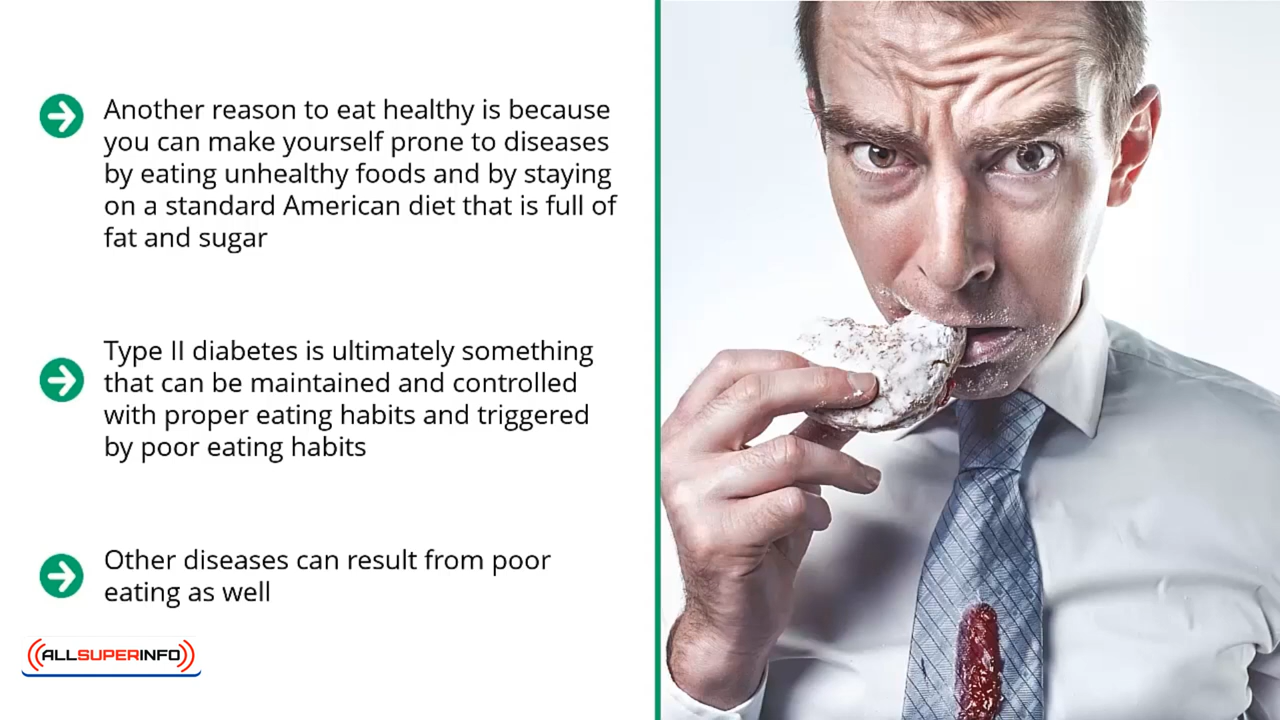 Another reason to eat healthy is because
you can make yourself prone to diseases
by eating unhealthy foods and by staying
on a standard American diet that is full of
fat and sugar
Type II diabetes is ultimately something
that can be maintained and controlled
with proper eating habits and triggered
by poor eating habits
Other diseases can result from poor
eating as well
((ALLSUPERINFO))